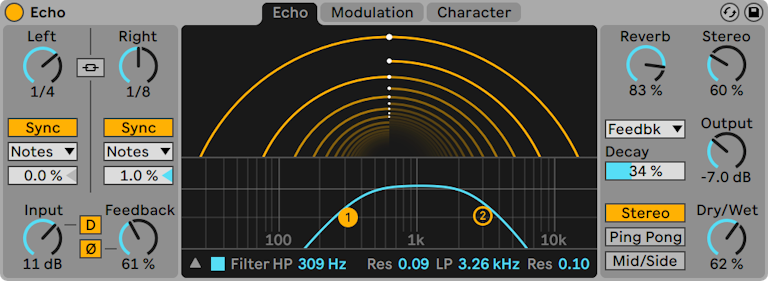 Echo
Echo Modulation Character
Left Right
1/4 1/8
Sync Sync
Notes Notes
0.0 % 1.0 %
Input D Feedback
Ø
11 dB 61 %
1 2
100 1k 10k
Filter HP 309 Hz Res 0.09 LP 3.26 kHz Res 0.10
Reverb Stereo
83 % 60 %
Feedbk Output
Decay
34 % -7.0 dB
Stereo Dry/Wet
Ping Pong
Mid/Side 62 %